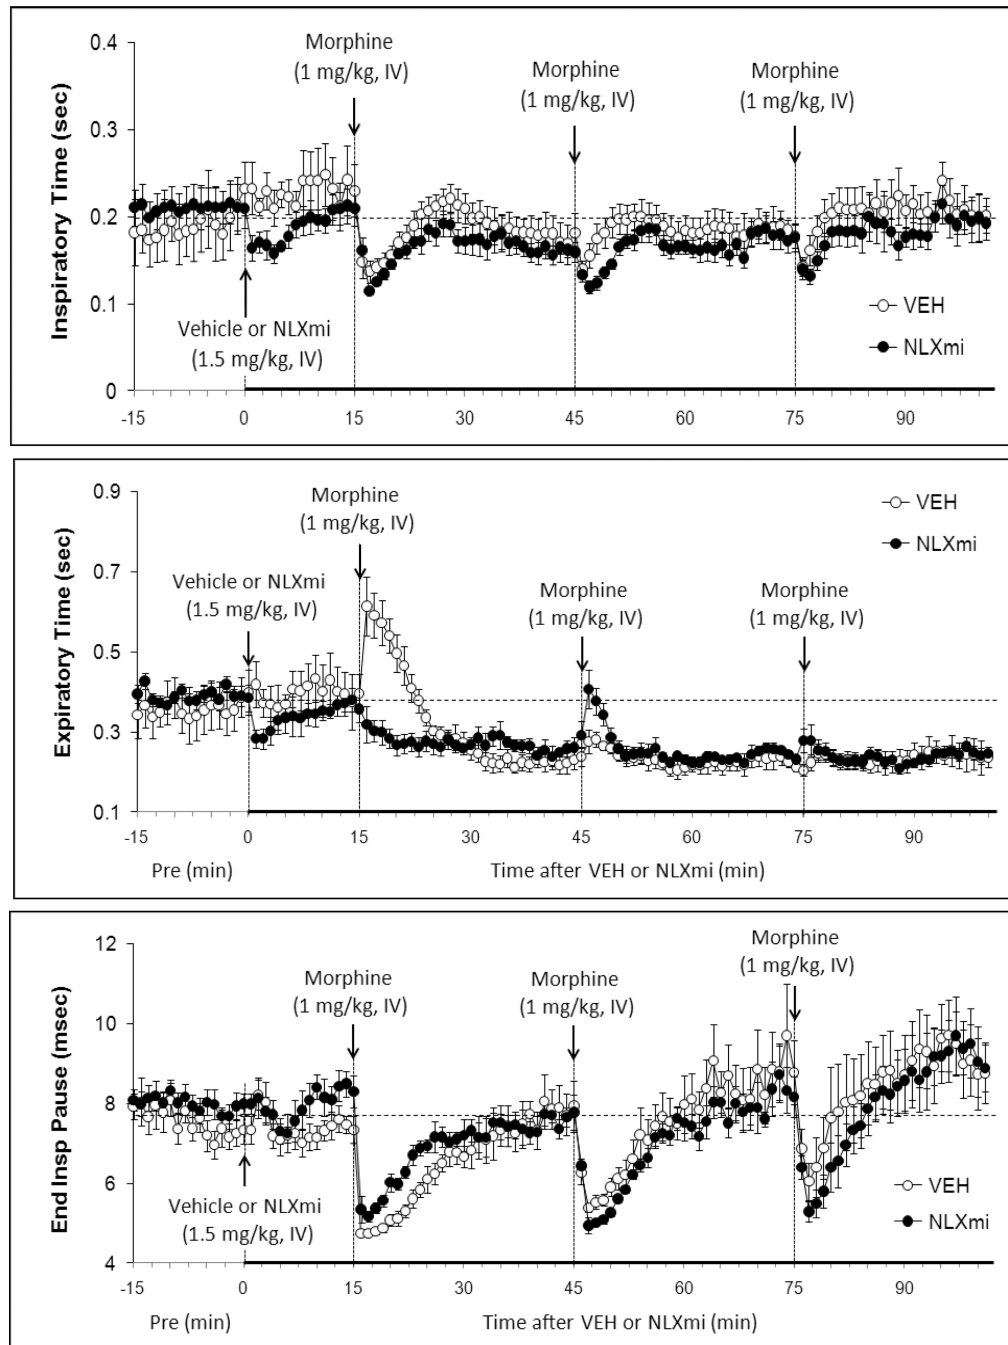 Inspiratory Time (sec)
0.4
0.3
0.2
0.1
0
Morphine
(1 mg/kg, IV)
Morphine
(1 mg/kg, IV)
Morphine
(1 mg/kg, IV)
Vehicle or NLXmi
(1.5 mg/kg, IV)
VEH
NLXmi
-15 0 15 30 45 60 75 90
Expiratory Time (sec)
0.9
0.7
0.5
0.3
0.1
Morphine
(1 mg/kg, IV)
VEH
NLXmi
Vehicle or NLXmi
(1.5 mg/kg, IV)
Morphine
(1 mg/kg, IV)
Morphine
(1 mg/kg, IV)
-15 0 15 30 45 60 75 90
Pre (min) Time after VEH or NLXmi (min)
End Insp Pause (msec)
12
10
8
6
4
Morphine
(1 mg/kg, IV)
Morphine
(1 mg/kg, IV)
Morphine
(1 mg/kg, IV)
Vehicle or NLXmi
(1.5 mg/kg, IV)
VEH
NLXmi
-15 0 15 30 45 60 75 90
Pre (min) Time after VEH or NLXmi (min)